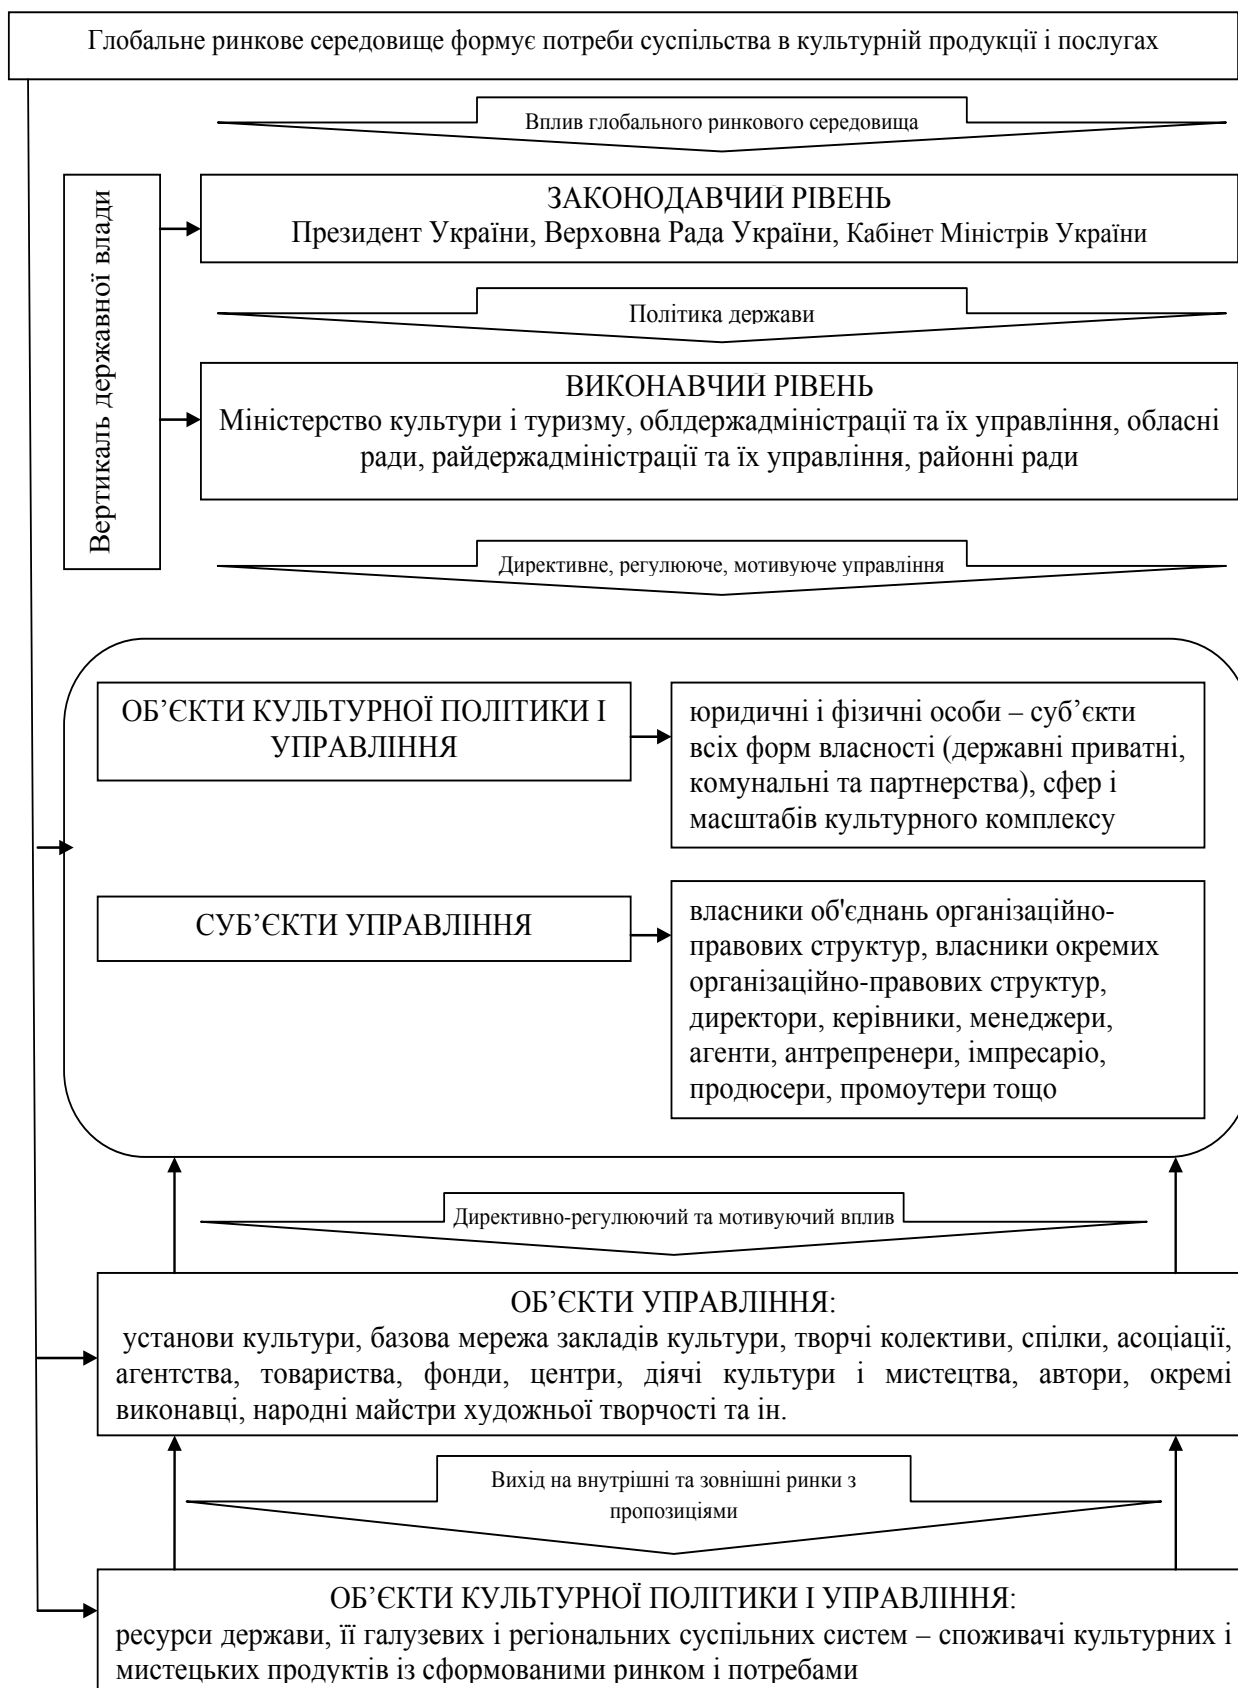 Глобальне ринкове середовище формує потреби суспільства в культурній продукції і послугах
Вплив глобального ринкового середовища
Вертикаль державної влади
ЗАКОНОДАВЧИЙ РІВЕНЬ
Президент України, Верховна Рада України, Кабінет Міністрів України
Політика держави
ВИКОНАВЧИЙ РІВЕНЬ
Міністерство культури і туризму, облдержадміністрації та їх управління, обласні
ради, райдержадміністрації та їх управління, районні ради
Директивне, регулююче, мотивуюче управління
ОБ’ЄКТИ КУЛЬТУРНОЇ ПОЛІТИКИ І
УПРАВЛІННЯ
юридичні і фізичні особи – суб’єкти
всіх форм власності (державні приватні,
комунальні та партнерства), сфер і
масштабів культурного комплексу
СУБ’ЄКТИ УПРАВЛІННЯ
власники об'єднань організаційно-
правових структур, власники окремих
організаційно-правових структур,
директори, керівники, менеджери,
агенти, антрепренери, імпресаріо,
продюсери, промоутери тощо
Директивно-регулюючий та мотивуючий вплив
ОБ’ЄКТИ УПРАВЛІННЯ:
установи культури, базова мережа закладів культури, творчі колективи, спілки, асоціації,
агентства, товариства, фонди, центри, діячі культури і мистецтва, автори, окремі
виконавці, народні майстри художньої творчості та ін.
Вихід на внутрішні та зовнішні ринки з
пропозиціями
ОБ’ЄКТИ КУЛЬТУРНОЇ ПОЛІТИКИ І УПРАВЛІННЯ:
ресурси держави, її галузевих і регіональних суспільних систем – споживачі культурних і
мистецьких продуктів із сформованими ринком і потребами